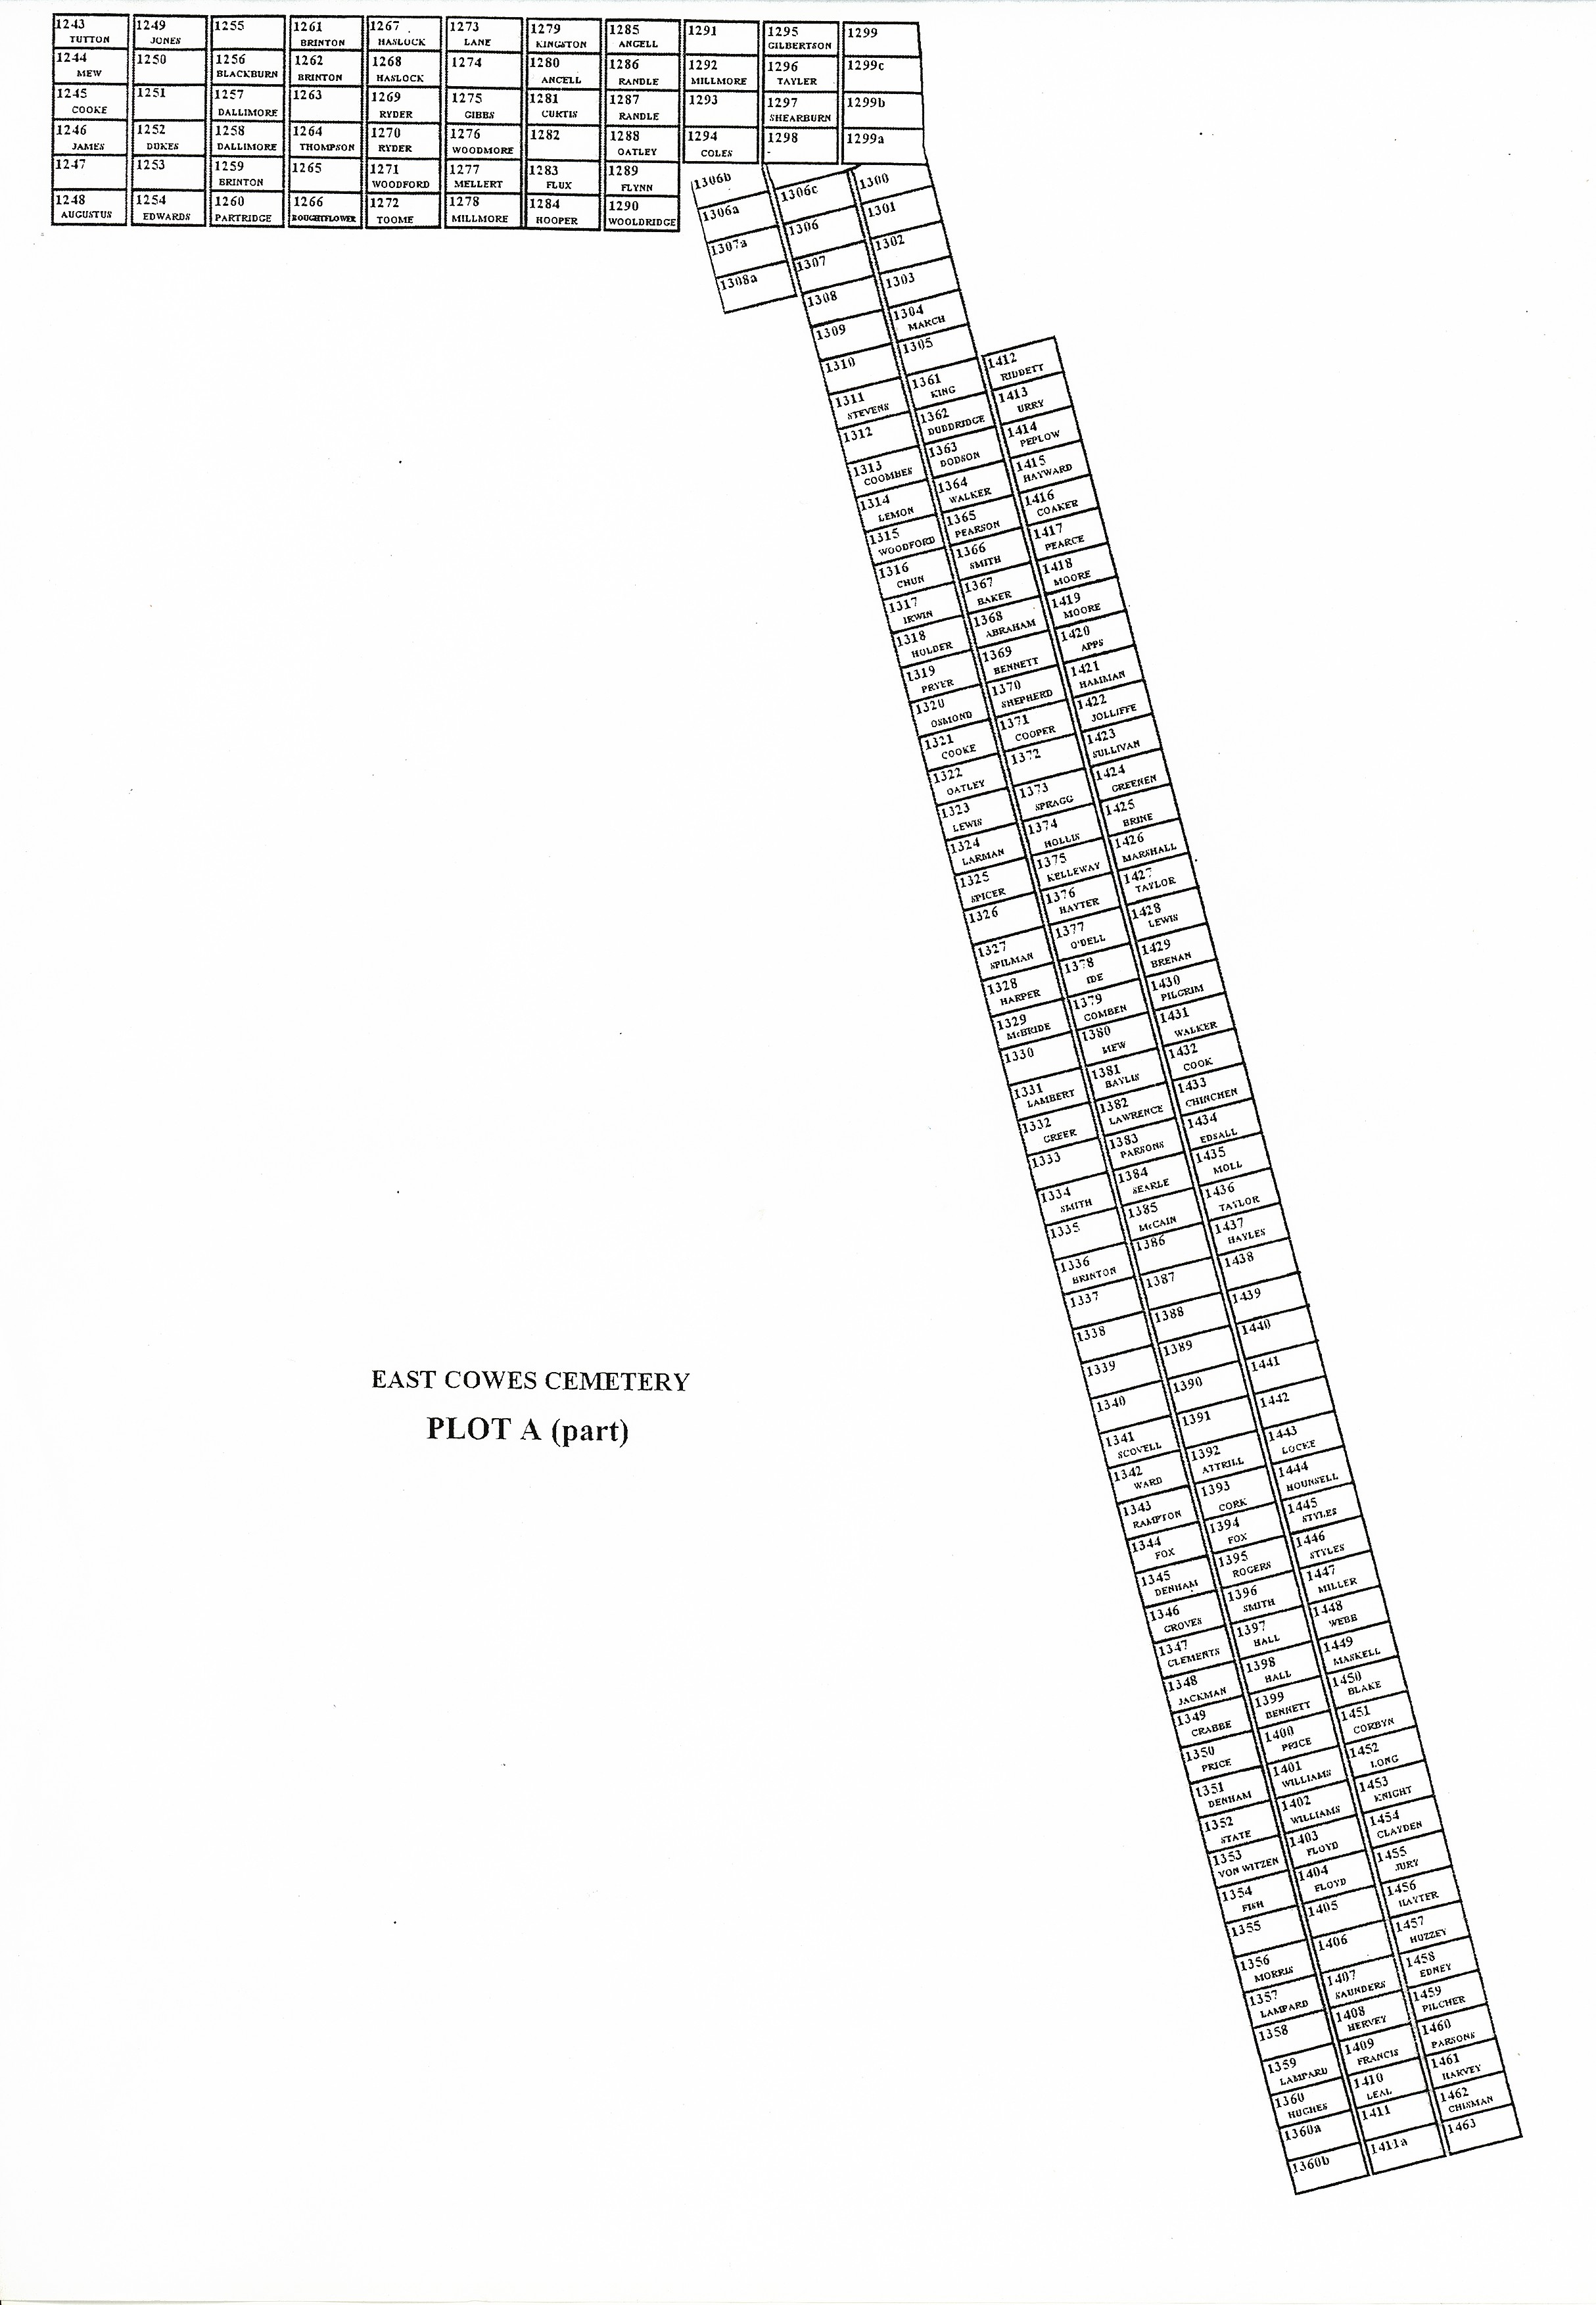 1243 1249 1255 1261 1267 1273 1279 1285 1291 1295 1299
TUTTON JONES BRINTON HASLOCK LANE KINGSTON ANGELL GILBERTSON
1244 1250 1256 1262 1268 1274 1280 1286 1292 1296 1299c
MEW BLACKBURN BRINTON HASLOCK ANGELL RANDLE MILLMORE TAYLER
1245 1251 1257 1263 1269 1275 1281 1287 1293 1297 1299b
COOKE DALLIMORE RYDER GIBBS CURTIS RANDLE SHEARBURN
1246 1252 1258 1264 1270 1276 1282 1288 1294 1298 1299a
JAMES DUKES DALLIMORE THOMPSON RYDER WOODMORE OATLEY COLES
1247 1253 1259 1265 1271 1277 1283 1289
BRINTON WOODFORD MELLERT FLUX FLYNN
1248 1254 1260 1266 1272 1278 1284 1290
AUGUSTUS EDWARDS PARTRIDGE ROUGHTFLOWER TOOME MILLMORE HOOPER WOOLDRIDGE
1306b
1306a
1307a
1308a
1306c
1306
1307
1308
1309
1310
1311
STEVENS
1312
1313
COOMBES
1314
LEMON
1315
WOODFORD
1316
CHUN
1317
IRWIN
1318
HOLDER
1319
PRYER
1320
OSMOND
1321
COOKE
1322
OATLEY
1323
LEWIS
1324
LARMAN
1325
SPICER
1326
1327
SPILMAN
1328
HARPER
1329
McBRIDE
1330
1331
LAMBERT
1332
GREER
1333
1334
SMITH
1335
1336
BRINTON
1337
1338
1339
1340
1341
SCOVELL
1342
WARD
1343
RAMPTON
1344
FOX
1345
DENHAM
1346
GROVES
1347
CLEMENTS
1348
JACKMAN
1349
CRABBE
1350
PRICE
1351
DENHAM
1352
STATE
1353
VON WITZEN
1354
FISH
1355
1356
MORRIS
1357
LAMPARD
1358
1359
LAMPARD
1360
HUGHES
1360a
1360b
1300
1301
1302
1303
1304
MARCH
1305
1361
KING
1362
DUDDRIDGE
1363
DODSON
1364
WALKER
1365
PEARSON
1366
SMITH
1367
BAKER
1368
ABRAHAM
1369
BENNETT
1370
SHEPHERD
1371
COOPER
1372
1373
SPRAGG
1374
HOLLIS
1375
KELLEWAY
1376
HAYTER
1377
O'DELL
1378
IDE
1379
COMBEN
1380
MEW
1381
BAYLIS
1382
LAWRENCE
1383
PARSONS
1384
SEARLE
1385
McCAIN
1386
1387
1388
1389
1390
1391
1392
ATTRILL
1393
CORK
1394
FOX
1395
ROGERS
1396
SMITH
1397
HALL
1398
HALL
1399
BENNETT
1400
PRICE
1401
WILLIAMS
1402
WILLIAMS
1403
FLOYD
1404
FLOYD
1405
1406
1407
SAUNDERS
1408
HERVEY
1409
FRANCIS
1410
LEAL
1411
1411a
1412
RIDDETT
1413
URRY
1414
PEPLOW
1415
HAYWARD
1416
COAKER
1417
PEARCE
1418
MOORE
1419
MOORE
1420
APPS
1421
HAMMAN
1422
JOLLIFFE
1423
SULLIVAN
1424
GREENEN
1425
BRINE
1426
MARSHALL
1427
TAYLOR
1428
LEWIS
1429
BRENAN
1430
PILGRIM
1431
WALKER
1432
COOK
1433
CHINCHEN
1434
EDSALL
1435
MOLL
1436
TAYLOR
1437
HAYLES
1438
1439
1440
1441
1442
1443
LOCKE
1444
HOUNSELL
1445
STYLES
1446
STYLES
1447
MILLER
1448
WEBB
1449
MASKELL
1450
BLAKE
1451
CORBYN
1452
LONG
1453
KNIGHT
1454
CLAYDEN
1455
JURY
1456
HAYTER
1457
HUZZEY
1458
EDNEY
1459
PILCHER
1460
PARSONS
1461
HARVEY
1462
CHISMAN
1463
EAST COWES CEMETERY
PLOT A (part)